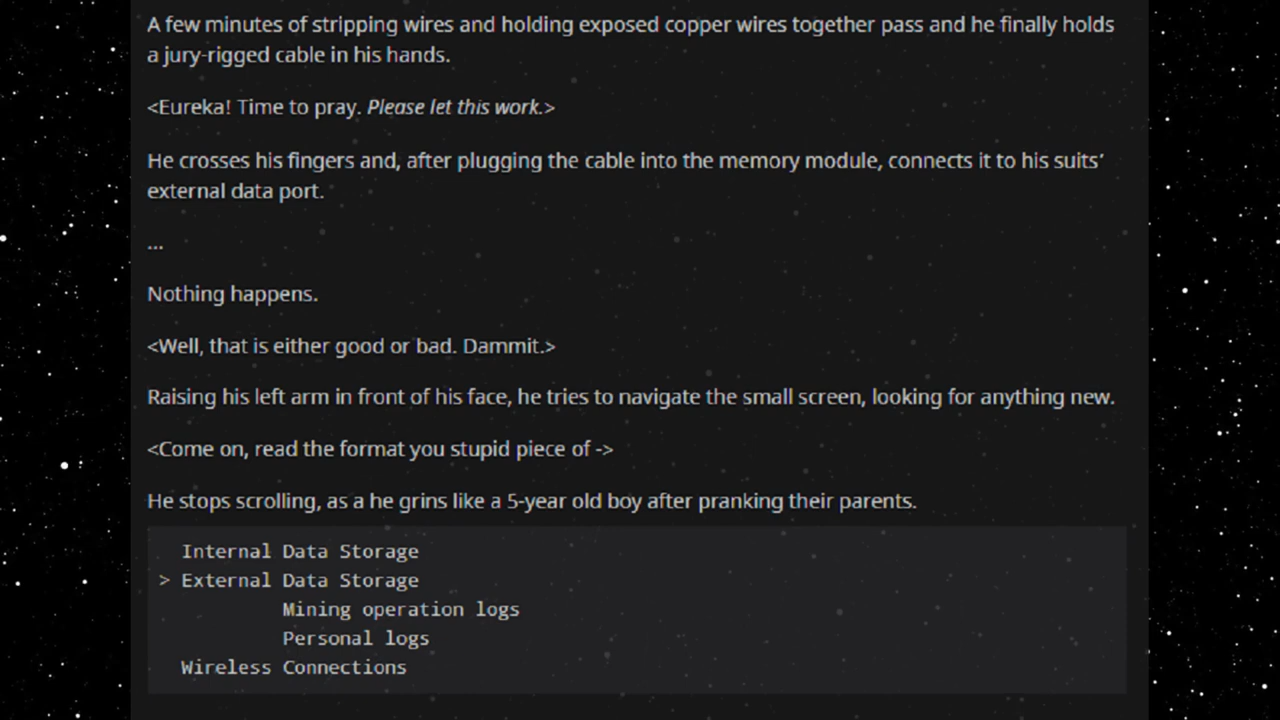 A few minutes of stripping wires and holding exposed copper wires together pass and he finally holds
a jury-rigged cable in his hands.
<Eureka! Time to pray. Please let this work.>
He crosses his fingers and, after plugging the cable into the memory module, connects it to his suits’
external data port.
...
Nothing happens.
<Well, that is either good or bad. Dammit.>
Raising his left arm in front of his face, he tries to navigate the small screen, looking for anything new.
<Come on, read the format you stupid piece of ->
He stops scrolling, as a he grins like a 5-year old boy after pranking their parents.
Internal Data Storage
> External Data Storage
Mining operation logs
Personal logs
Wireless Connections